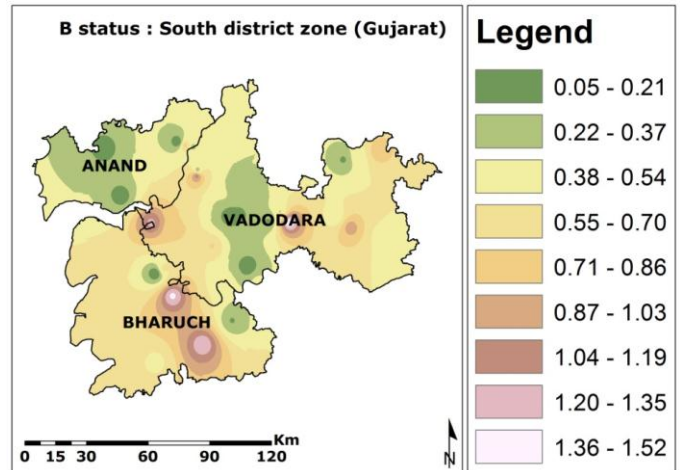 B status : South district zone (Gujarat)
ANAND
VADODARA
BHARUCH
Km
0 15 30 60 90 120
N
Legend
0.05 - 0.21
0.22 - 0.37
0.38 - 0.54
0.55 - 0.70
0.71 - 0.86
0.87 - 1.03
1.04 - 1.19
1.20 - 1.35
1.36 - 1.52